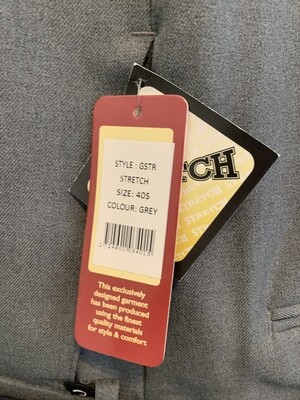 STYLE : GSTR
STRETCH
SIZE: 40S
COLOUR: GREY
This exclusively
designed garment
has been produced
using the finest
quality materials
for style & comfort
CH
STRETCH